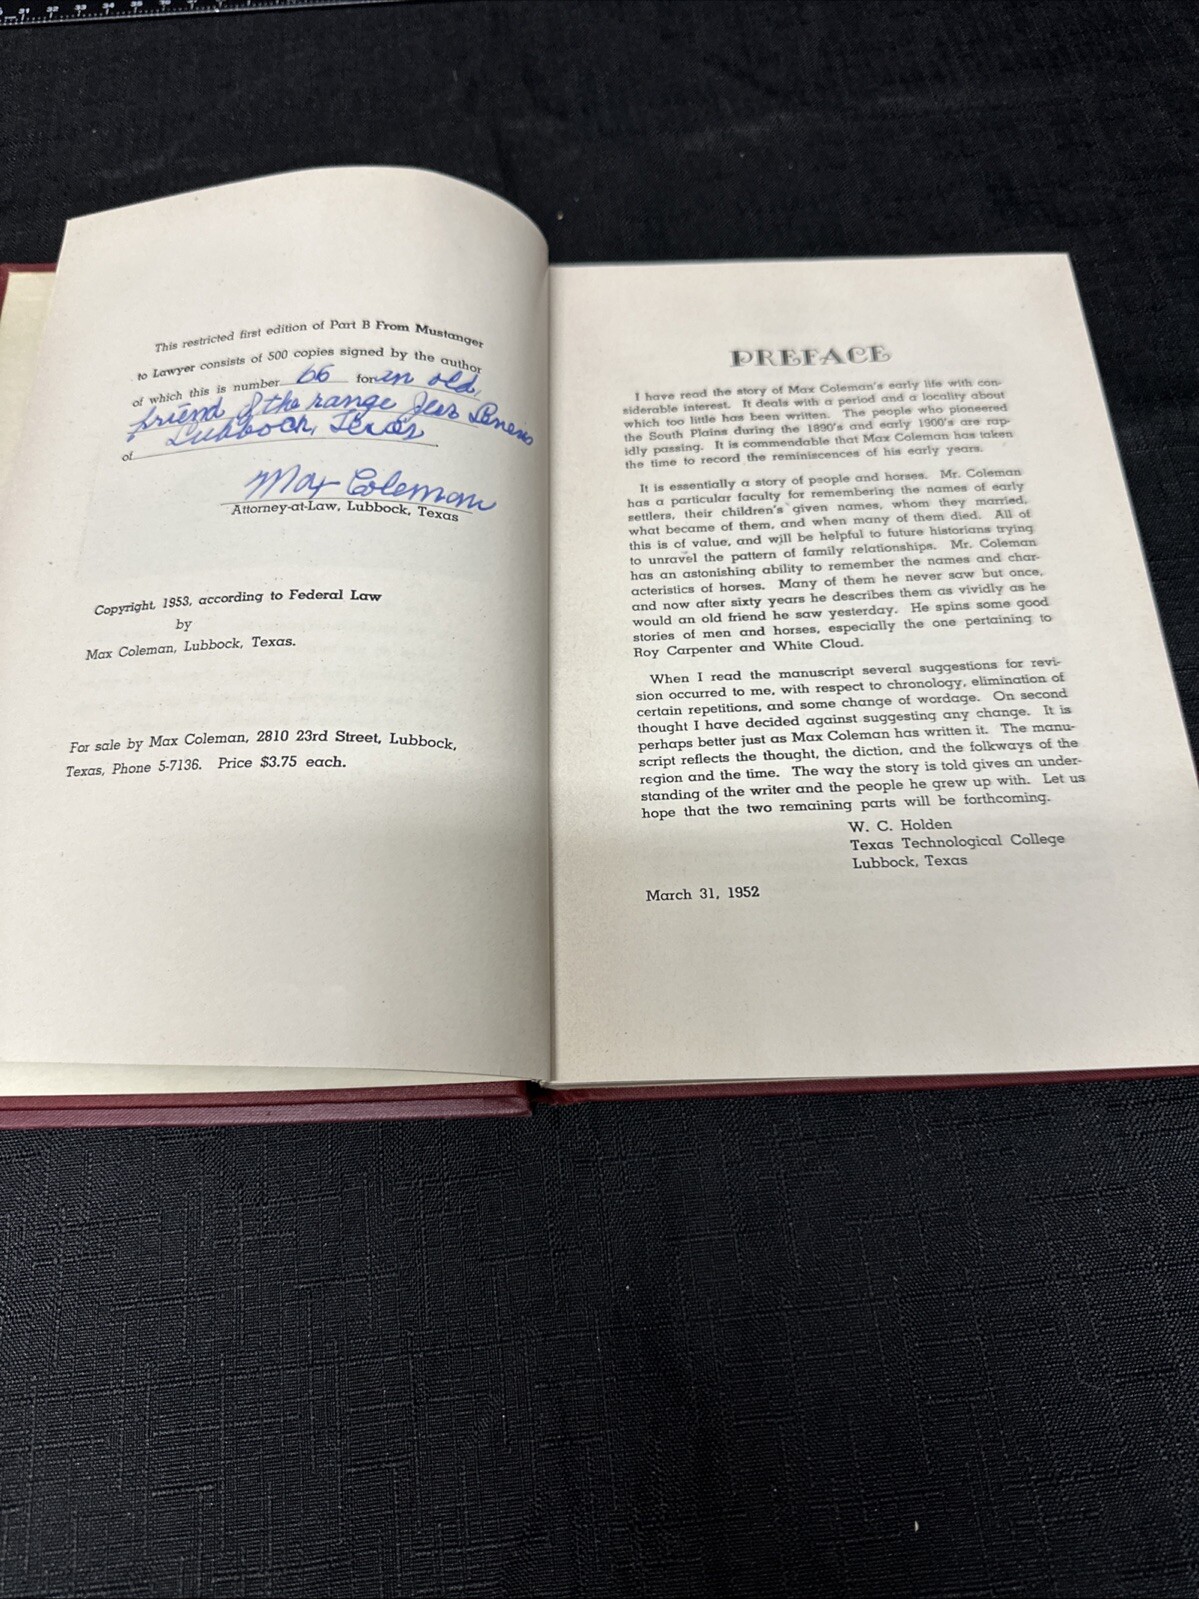 This restricted first edition of Part B From Mustanger
to Lawyer consists of 500 copies signed by the author
of which this is number 66 for an old
friend of the range Jess
Lubbock, Texas
of
Max Coleman
Attorney-at-Law, Lubbock, Texas
Copyright, 1953, according to Federal Law
by
Max Coleman, Lubbock, Texas.
For sale by Max Coleman, 2810 23rd Street, Lubbock,
Texas, Phone 5-7136. Price $3.75 each.
PREFACE
I have read the story of Max Coleman's early life with con-
siderable interest. It deals with a period and a locality about
which too little has been written. The people who pioneered
the South Plains during the 1890's and early 1900's are rap-
idly passing. It is commendable that Max Coleman has taken
the time to record the reminiscences of his early years.
It is essentially a story of people and horses. Mr. Coleman
has a particular faculty for remembering the names of early
settlers, their children's given names, whom they married,
what became of them, and when many of them died. All of
this is of value, and will be helpful to future historians trying
to unravel the pattern of family relationships. Mr. Coleman
has an astonishing ability to remember the names and char-
acteristics of horses. Many of them he never saw but once,
and now after sixty years he describes them as vividly as he
would an old friend he saw yesterday. He spins some good
stories of men and horses, especially the one pertaining to
Roy Carpenter and White Cloud.
When I read the manuscript several suggestions for revi-
sion occurred to me, with respect to chronology, elimination of
certain repetitions, and some change of wordage. On second
thought I have decided against suggesting any change. It is
perhaps better just as Max Coleman has written it. The manu-
script reflects the thought, the diction, and the folkways of the
region and the time. The way the story is told gives an under-
standing of the writer and the people he grew up with. Let us
hope that the two remaining parts will be forthcoming.
W. C. Holden
Texas Technological College
Lubbock, Texas
March 31, 1952